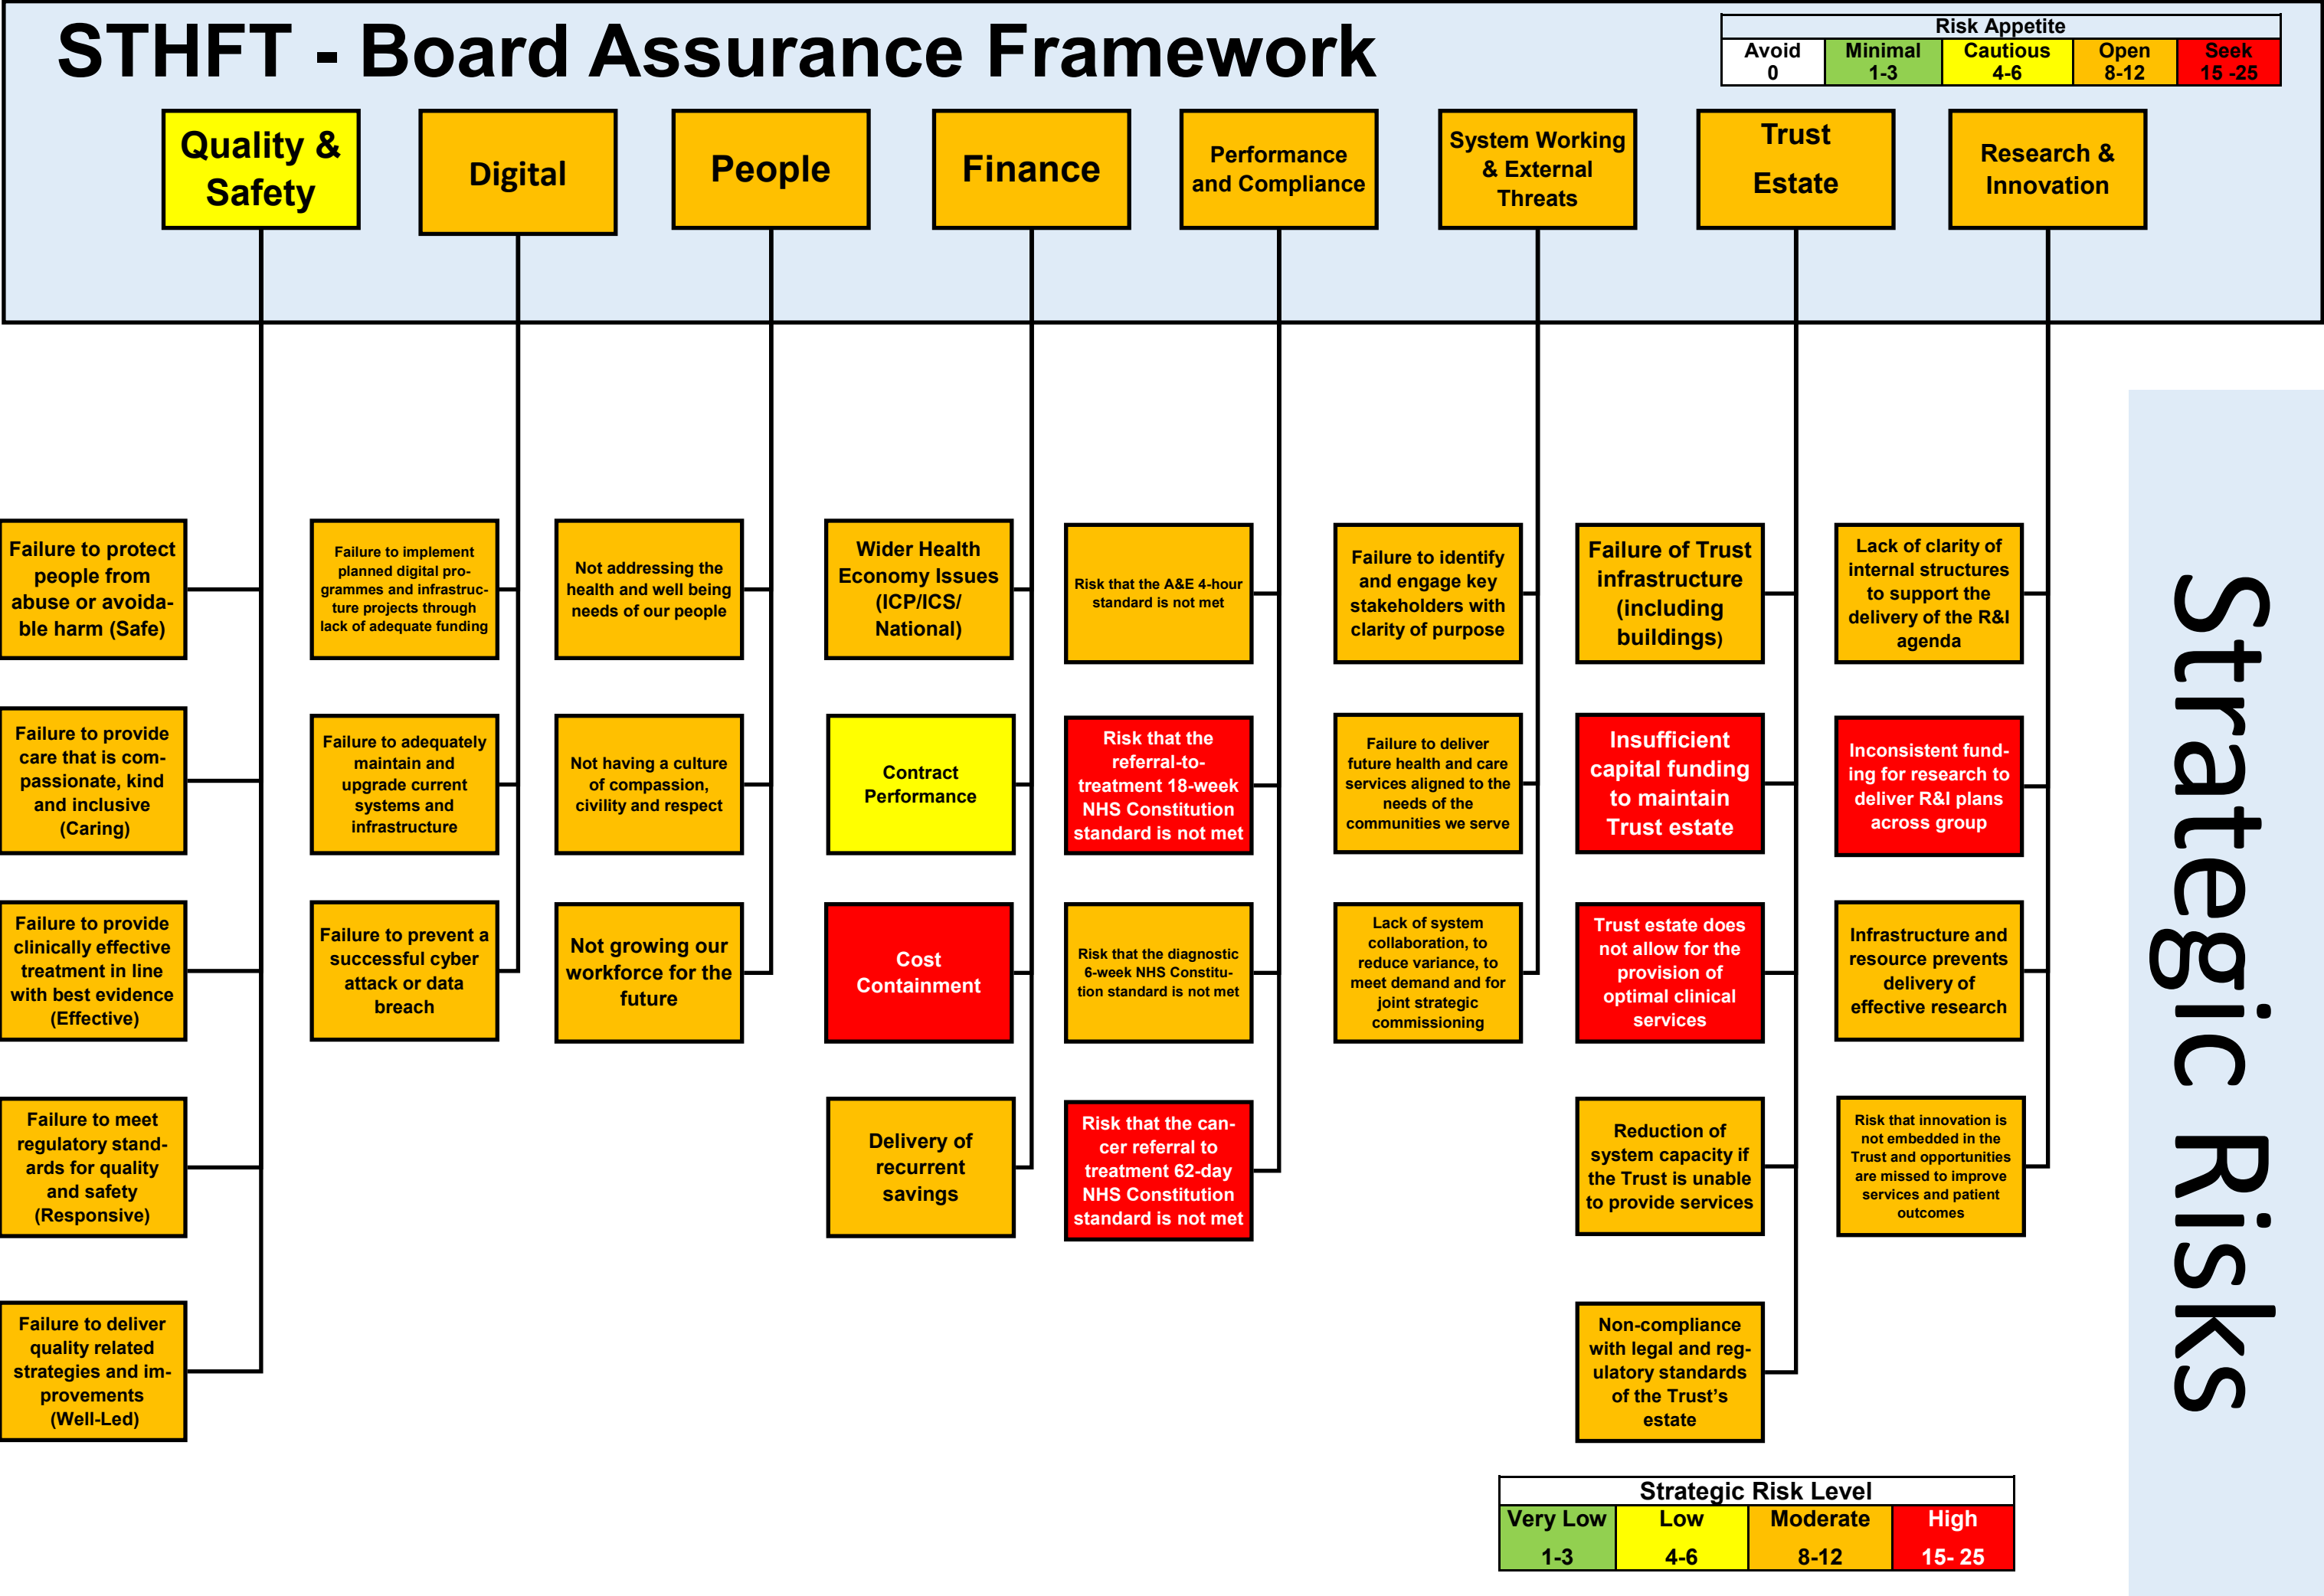 STHFT - Board Assurance Framework
Risk Appetite
Avoid
0
Minimal
1-3
Cautious
4-6
Open
8-12
Seek
15 -25
Quality &
Safety
Digital
People
Finance
Performance
and Compliance
System Working
& External
Threats
Trust
Estate
Research &
Innovation
Failure to protect
people from
abuse or avoida-
ble harm (Safe)
Failure to provide
care that is com-
passionate, kind
and inclusive
(Caring)
Failure to provide
clinically effective
treatment in line
with best evidence
(Effective)
Failure to meet
regulatory stand-
ards for quality
and safety
(Responsive)
Failure to deliver
quality related
strategies and im-
provements
(Well-Led)
Failure to implement
planned digital pro-
grammes and infrastruc-
ture projects through
lack of adequate funding
Failure to adequately
maintain and
upgrade current
systems and
infrastructure
Failure to prevent a
successful cyber
attack or data
breach
Not addressing the
health and well being
needs of our people
Not having a culture
of compassion,
civility and respect
Not growing our
workforce for the
future
Wider Health
Economy Issues
(ICP/ICS/
National)
Contract
Performance
Cost
Containment
Delivery of
recurrent
savings
Risk that the A&E 4-hour
standard is not met
Risk that the
referral-to-
treatment 18-week
NHS Constitution
standard is not met
Risk that the diagnostic
6-week NHS Constitu-
tion standard is not met
Risk that the can-
cer referral to
treatment 62-day
NHS Constitution
standard is not met
Failure to identify
and engage key
stakeholders with
clarity of purpose
Failure to deliver
future health and care
services aligned to the
needs of the
communities we serve
Lack of system
collaboration, to
reduce variance, to
meet demand and for
joint strategic
commissioning
Failure of Trust
infrastructure
(including
buildings)
Insufficient
capital funding
to maintain
Trust estate
Trust estate does
not allow for the
provision of
optimal clinical
services
Reduction of
system capacity if
the Trust is unable
to provide services
Non-compliance
with legal and reg-
ulatory standards
of the Trust’s
estate
Lack of clarity of
internal structures
to support the
delivery of the R&I
agenda
Inconsistent fund-
ing for research to
deliver R&I plans
across group
Infrastructure and
resource prevents
delivery of
effective research
Risk that innovation is
not embedded in the
Trust and opportunities
are missed to improve
services and patient
outcomes
Strategic Risks
Strategic Risk Level
Very Low
1-3
Low
4-6
Moderate
8-12
High
15- 25